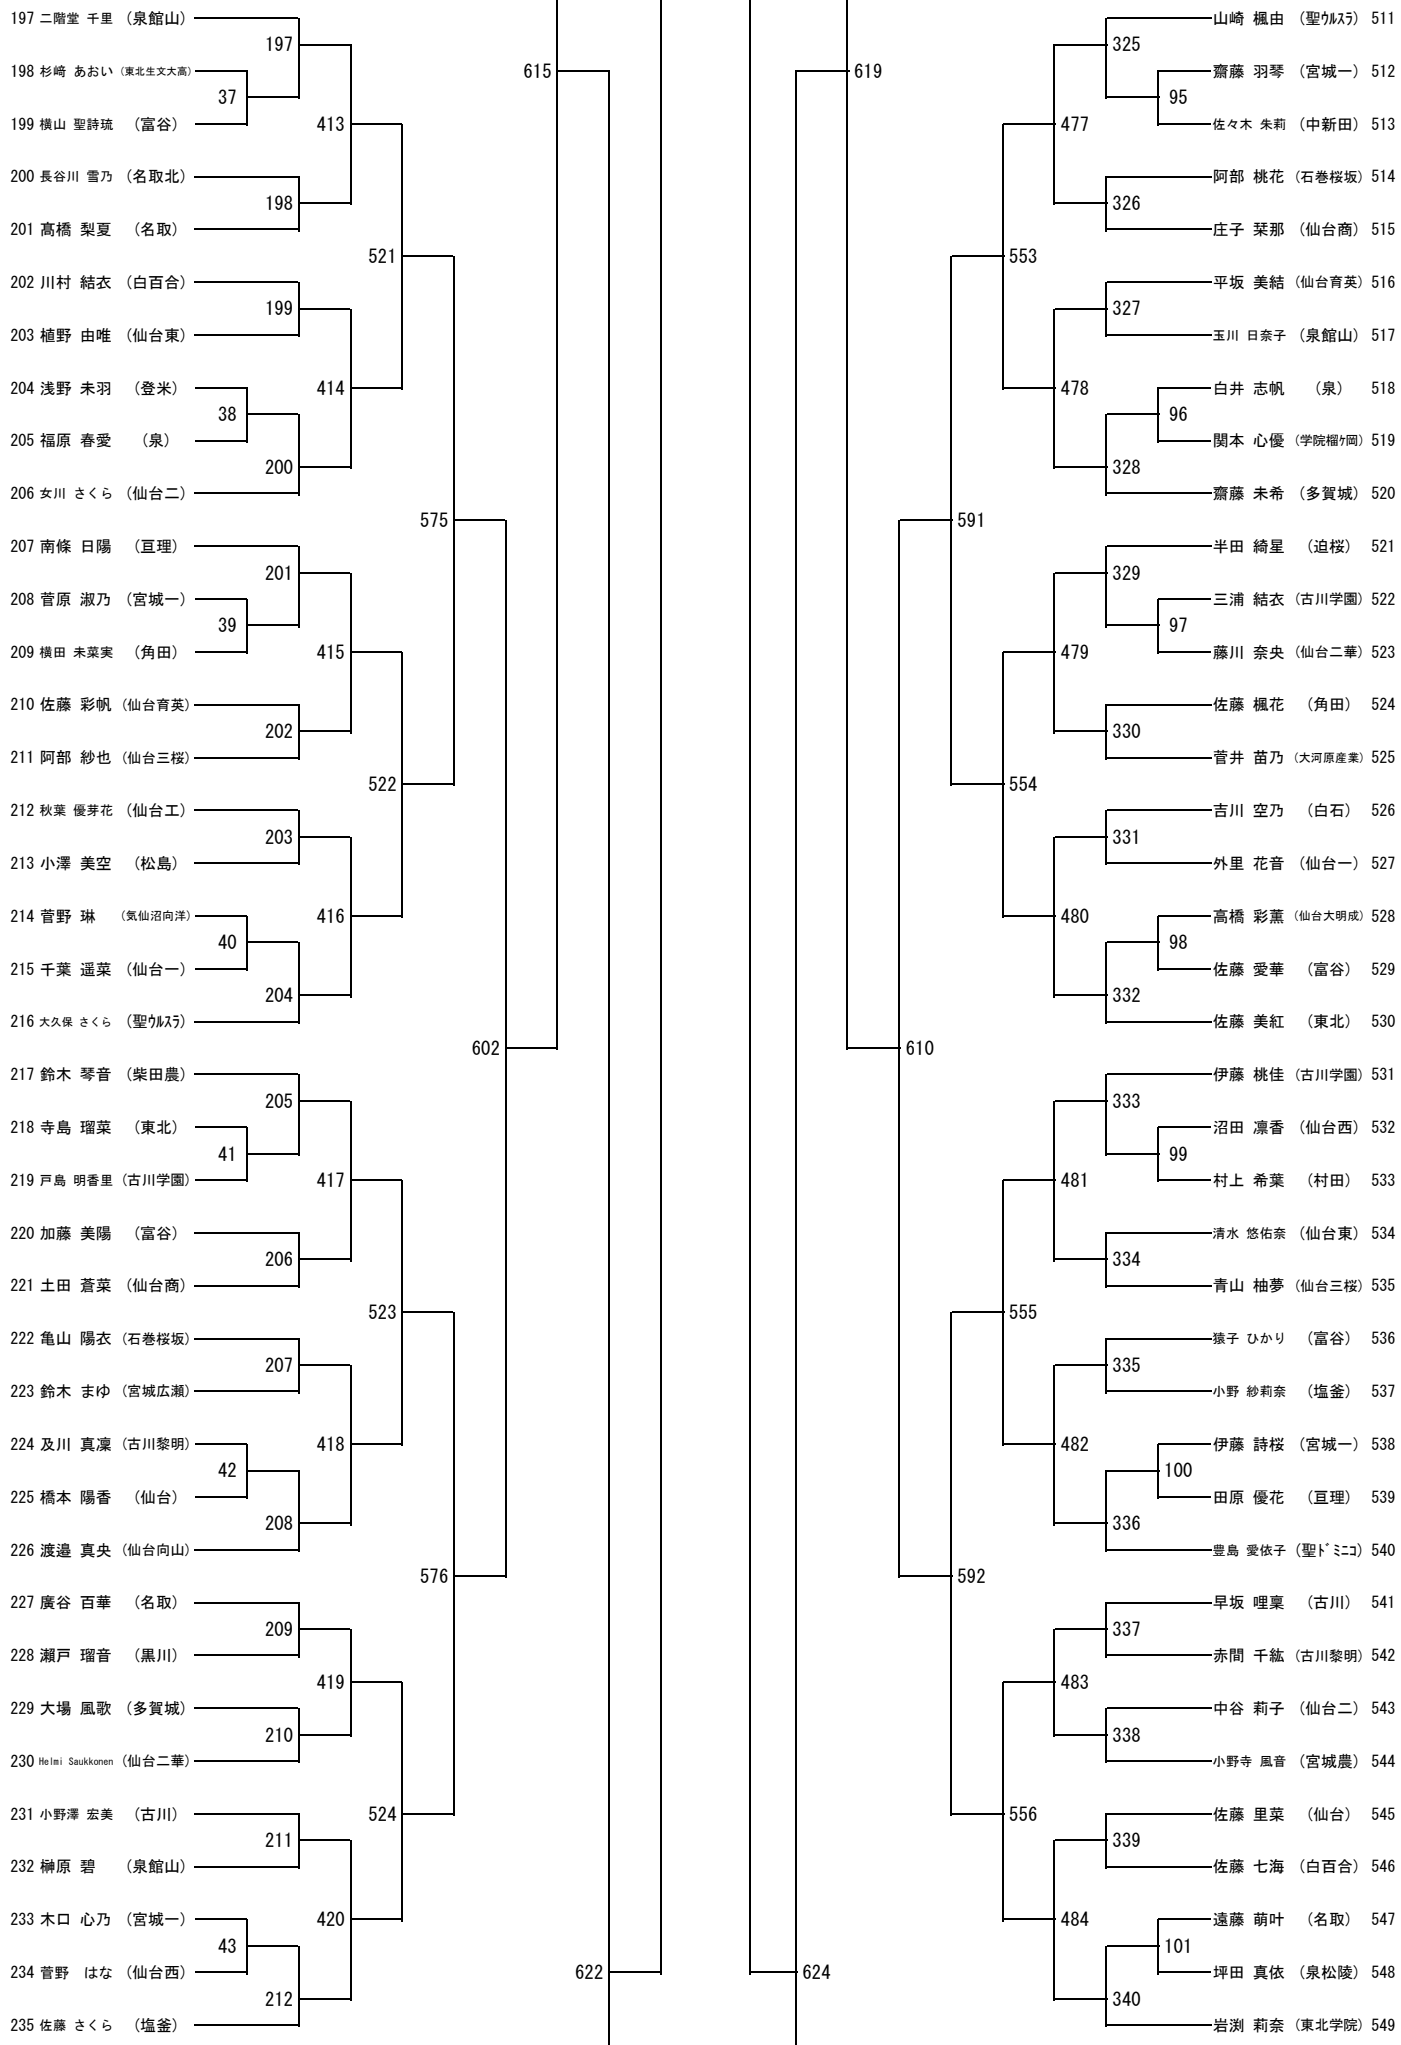 197 二階堂 千里 (泉館山)
198 杉﨑 あおい (東北生文大高)
199 横山 聖詩琉 (富谷)
200 長谷川 雪乃 (名取北)
201 髙橋 梨夏 (名取)
202 川村 結衣 (白百合)
203 植野 由唯 (仙台東)
204 浅野 未羽 (登米)
205 福原 春愛 (泉)
206 女川 さくら (仙台二)
207 南條 日陽 (亘理)
208 菅原 淑乃 (宮城一)
209 横田 未菜実 (角田)
210 佐藤 彩帆 (仙台育英)
211 阿部 紗也 (仙台三桜)
212 秋葉 優芽花 (仙台工)
213 小澤 美空 (松島)
214 菅野 琳 (気仙沼向洋)
215 千葉 遥菜 (仙台一)
216 大久保 さくら (聖ウルスラ)
217 鈴木 琴音 (柴田農)
218 寺島 瑠菜 (東北)
219 戸島 明香里 (古川学園)
220 加藤 美陽 (富谷)
221 土田 蒼菜 (仙台商)
222 亀山 陽衣 (石巻桜坂)
223 鈴木 まゆ (宮城広瀬)
224 及川 真凜 (古川黎明)
225 橋本 陽香 (仙台)
226 渡邉 真央 (仙台向山)
227 廣谷 百華 (名取)
228 瀬戸 瑠音 (黒川)
229 大場 風歌 (多賀城)
230 Helmi Saukkonen (仙台二華)
231 小野澤 宏美 (古川)
232 榊原 碧 (泉館山)
233 木口 心乃 (宮城一)
234 菅野 はな (仙台西)
235 佐藤 さくら (塩釜)
37
38
39
40
41
42
43
197
198
199
200
201
202
203
204
205
206
207
208
209
210
211
212
413
414
415
416
417
418
419
420
521
522
523
524
575
576
602
615
622
619
624
610
591
592
553
554
555
556
477
478
479
480
481
482
483
484
325
326
327
328
329
330
331
332
333
334
335
336
337
338
339
340
95
96
97
98
99
100
101
山崎 楓由 (聖ウルスラ) 511
齋藤 羽琴 (宮城一) 512
佐々木 朱莉 (中新田) 513
阿部 桃花 (石巻桜坂) 514
庄子 栞那 (仙台商) 515
平坂 美結 (仙台育英) 516
玉川 日奈子 (泉館山) 517
白井 志帆 (泉) 518
関本 心優 (学院榴ケ岡) 519
齋藤 未希 (多賀城) 520
半田 綺星 (迫桜) 521
三浦 結衣 (古川学園) 522
藤川 奈央 (仙台二華) 523
佐藤 楓花 (角田) 524
菅井 苗乃 (大河原産業) 525
吉川 空乃 (白石) 526
外里 花音 (仙台一) 527
高橋 彩薫 (仙台大明成) 528
佐藤 愛華 (富谷) 529
佐藤 美紅 (東北) 530
伊藤 桃佳 (古川学園) 531
沼田 凛香 (仙台西) 532
村上 希葉 (村田) 533
清水 悠佑奈 (仙台東) 534
青山 柚夢 (仙台三桜) 535
猿子 ひかり (富谷) 536
小野 紗莉奈 (塩釜) 537
伊藤 詩桜 (宮城一) 538
田原 優花 (亘理) 539
豊島 愛依子 (聖ドミニコ) 540
早坂 哩稟 (古川) 541
赤間 千紘 (古川黎明) 542
中谷 莉子 (仙台二) 543
小野寺 風音 (宮城農) 544
佐藤 里菜 (仙台) 545
佐藤 七海 (白百合) 546
遠藤 萌叶 (名取) 547
坪田 真依 (泉松陵) 548
岩渕 莉奈 (東北学院) 549